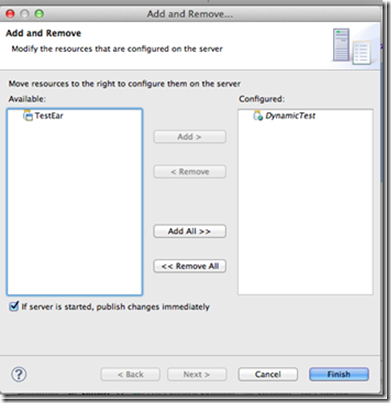 Add and Remove...
Add and Remove
Modify the resources that are configured on the server
Move resources to the right to configure them on the server
Available:
Configured:
TestEar
DynamicTest
Add >
< Remove
Add All >>
<< Remove All
If server is started, publish changes immediately
?
< Back
Next >
Cancel
Finish